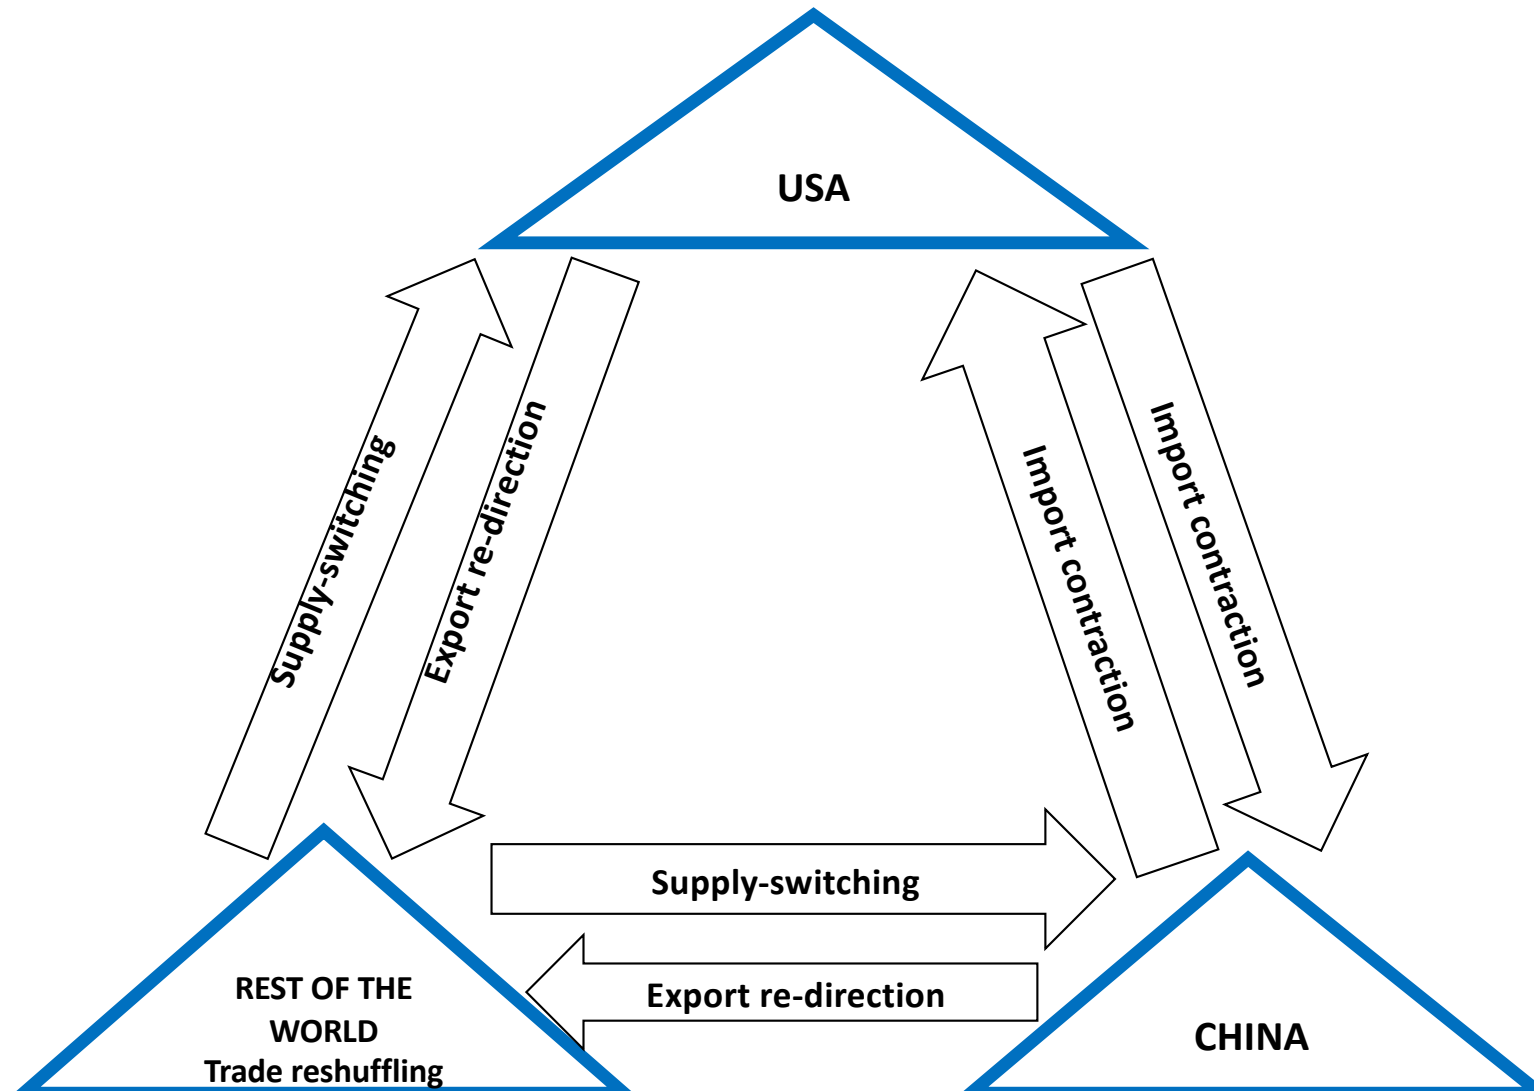 USA
Supply-switching
Export re-direction
Import contraction
Import contraction
Supply-switching
Export re-direction
REST OF THE
WORLD
Trade reshuffling
CHINA